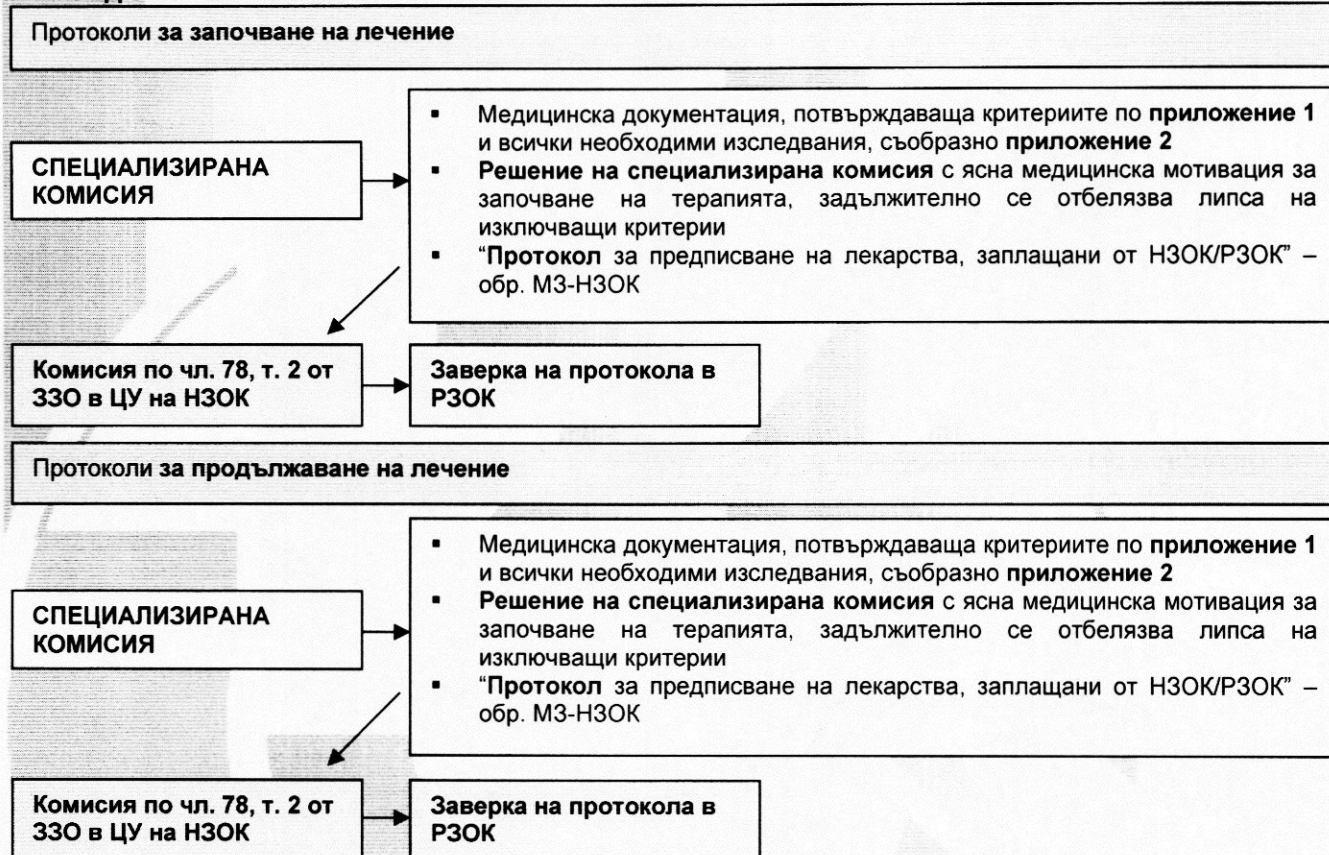 Протоколи за започване на лечение
СПЕЦИАЛИЗИРАНА
КОМИСИЯ
▪ Медицинска документация, потвърждаваща критериите по приложение 1
и всички необходими изследвания, съобразно приложение 2
▪ Решение на специализирана комисия с ясна медицинска мотивация за
започване на терапията, задължително се отбелязва липса на
изключващи критерии
▪ “Протокол за предписване на лекарства, заплащани от НЗОК/РЗОК” –
обр. МЗ-НЗОК
Комисия по чл. 78, т. 2 от
ЗЗО в ЦУ на НЗОК
Заверка на протокола в
РЗОК
Протоколи за продължаване на лечение
СПЕЦИАЛИЗИРАНА
КОМИСИЯ
▪ Медицинска документация, потвърждаваща критериите по приложение 1
и всички необходими изследвания, съобразно приложение 2
▪ Решение на специализирана комисия с ясна медицинска мотивация за
започване на терапията, задължително се отбелязва липса на
изключващи критерии
▪ “Протокол за предписване на лекарства, заплащани от НЗОК/РЗОК” –
обр. МЗ-НЗОК
Комисия по чл. 78, т. 2 от
ЗЗО в ЦУ на НЗОК
Заверка на протокола в
РЗОК